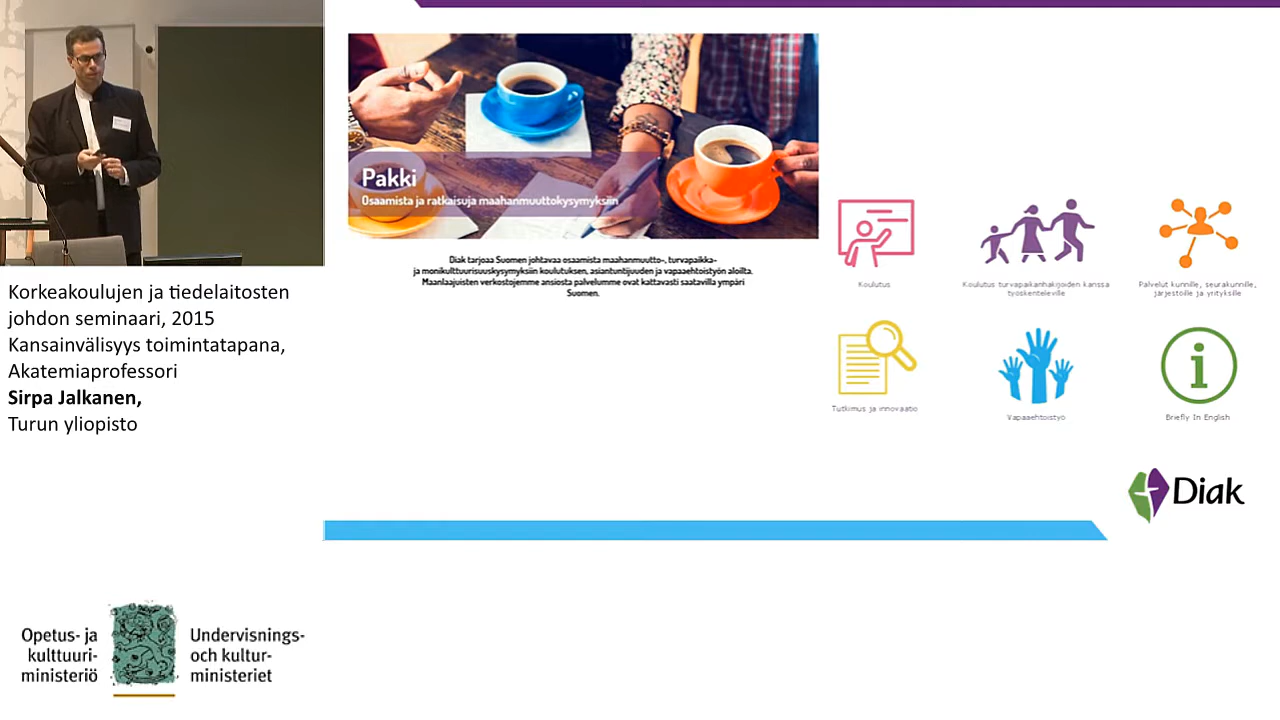 Korkeakoulujen ja tiedelaitosten
johdon seminaari, 2015
Kansainvälisyys toimintatapana,
Akatemiaprofessori
Sirpa Jalkanen,
Turun yliopisto
Opetus- ja
kulttuuri-
ministeriö
Undervisnings-
och kultur-
ministeriet
Pakki
Osaamista ja ratkaisuja maahanmuuttokysymyksiin
Diak tarjoaa Suomen johtavaa osaamista maahanmuutto-, turvapaikka-
ja monikulttuurisuuskysymyksiin koulutuksen, asiantuntijuuden ja vapaaehtoistyön aloilta.
Maanlaajuisten verkostojemme ansiosta palvelumme ovat kattavasti saatavilla ympäri
Suomen.
Koulutus
Koulutus turvapaikanhakijoiden kanssa
työskenteleville
Palvelut kunnille, seurakunnille,
järjestöille ja yrityksille
Tutkimus ja innovaatio
Vapaaehtoistyö
Briefly In English
Diak